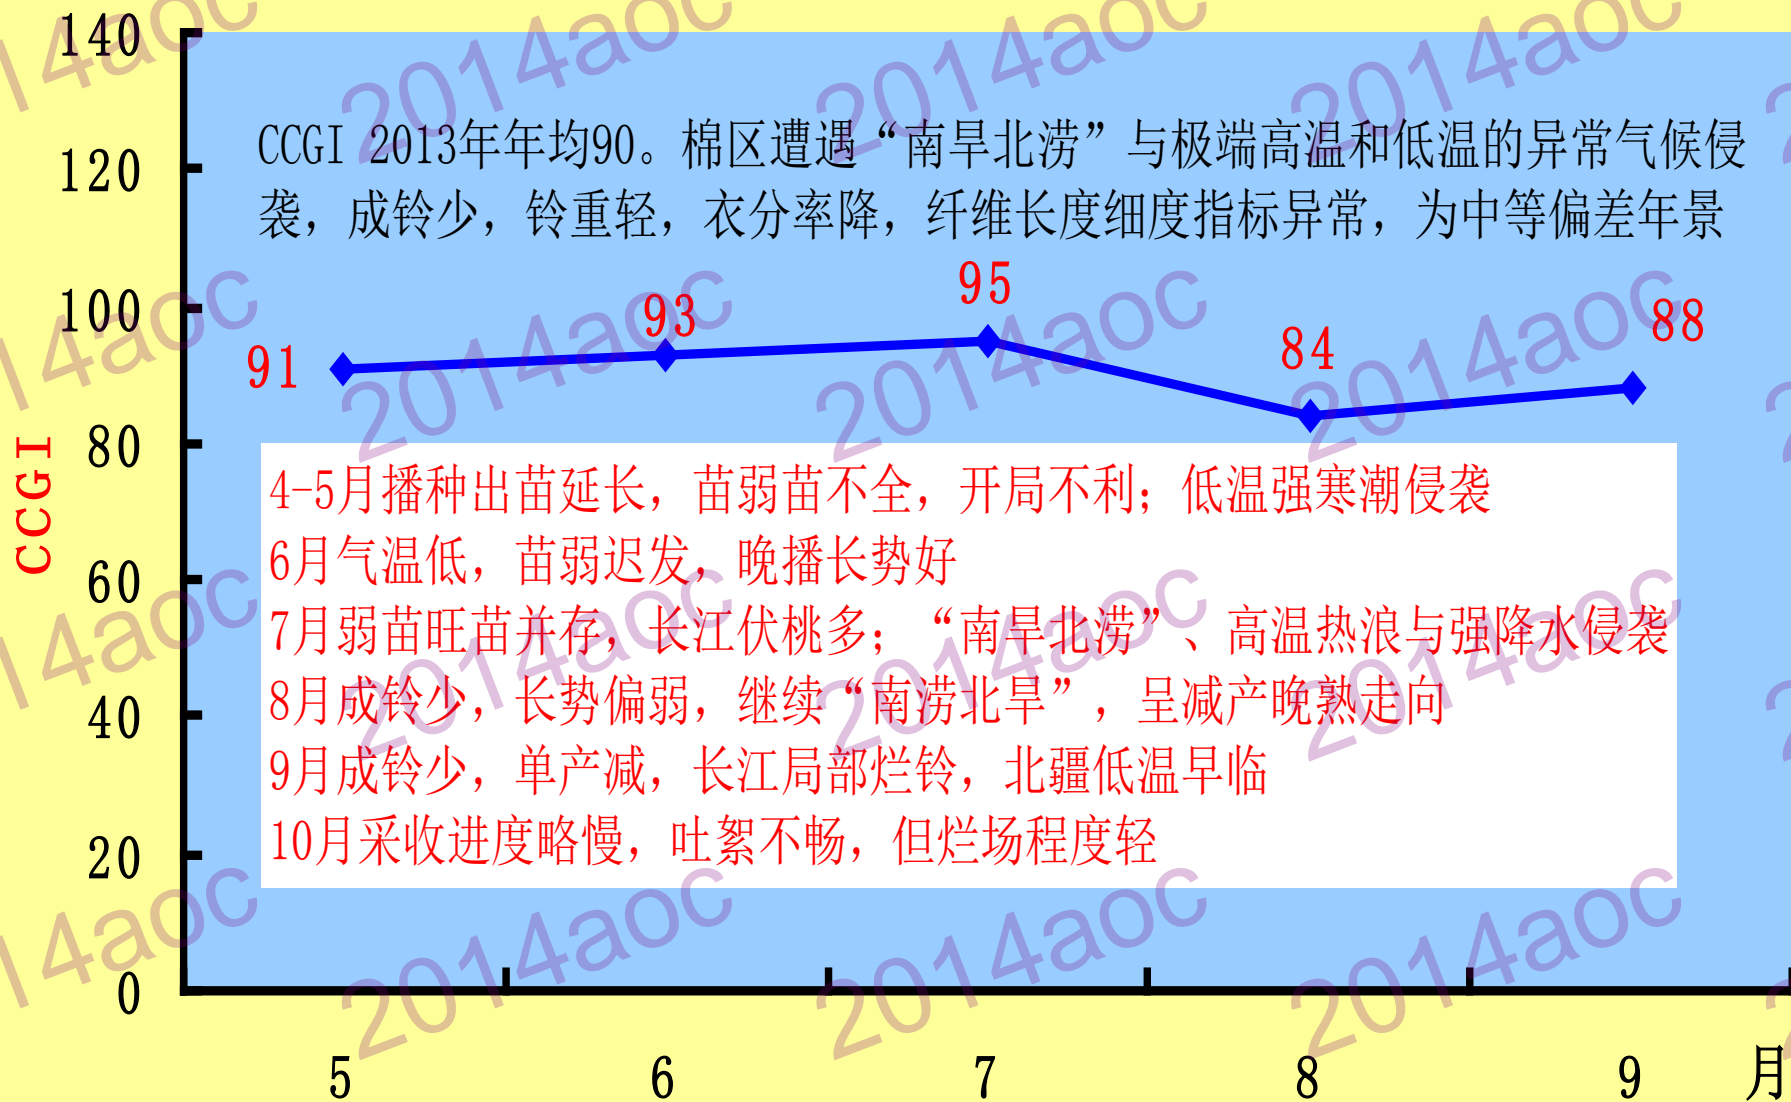 CCGI 2013年年均90。棉区遭遇“南旱北涝”与极端高温和低温的异常气候侵
袭，成铃少，铃重轻，衣分率降，纤维长度细度指标异常，为中等偏差年景
140
120
100
80
60
40
20
0
CCGI
91
93
95
84
88
4-5月播种出苗延长，苗弱苗不全，开局不利；低温强寒潮侵袭
6月气温低，苗弱迟发，晚播长势好
7月弱苗旺苗并存，长江伏桃多；“南旱北涝”、高温热浪与强降水侵袭
8月成铃少，长势偏弱，继续“南涝北旱”，呈减产晚熟走向
9月成铃少，单产减，长江局部烂铃，北疆低温早临
10月采收进度略慢，吐絮不畅，但烂场程度轻
5 6 7 8 9 月
2014aoc